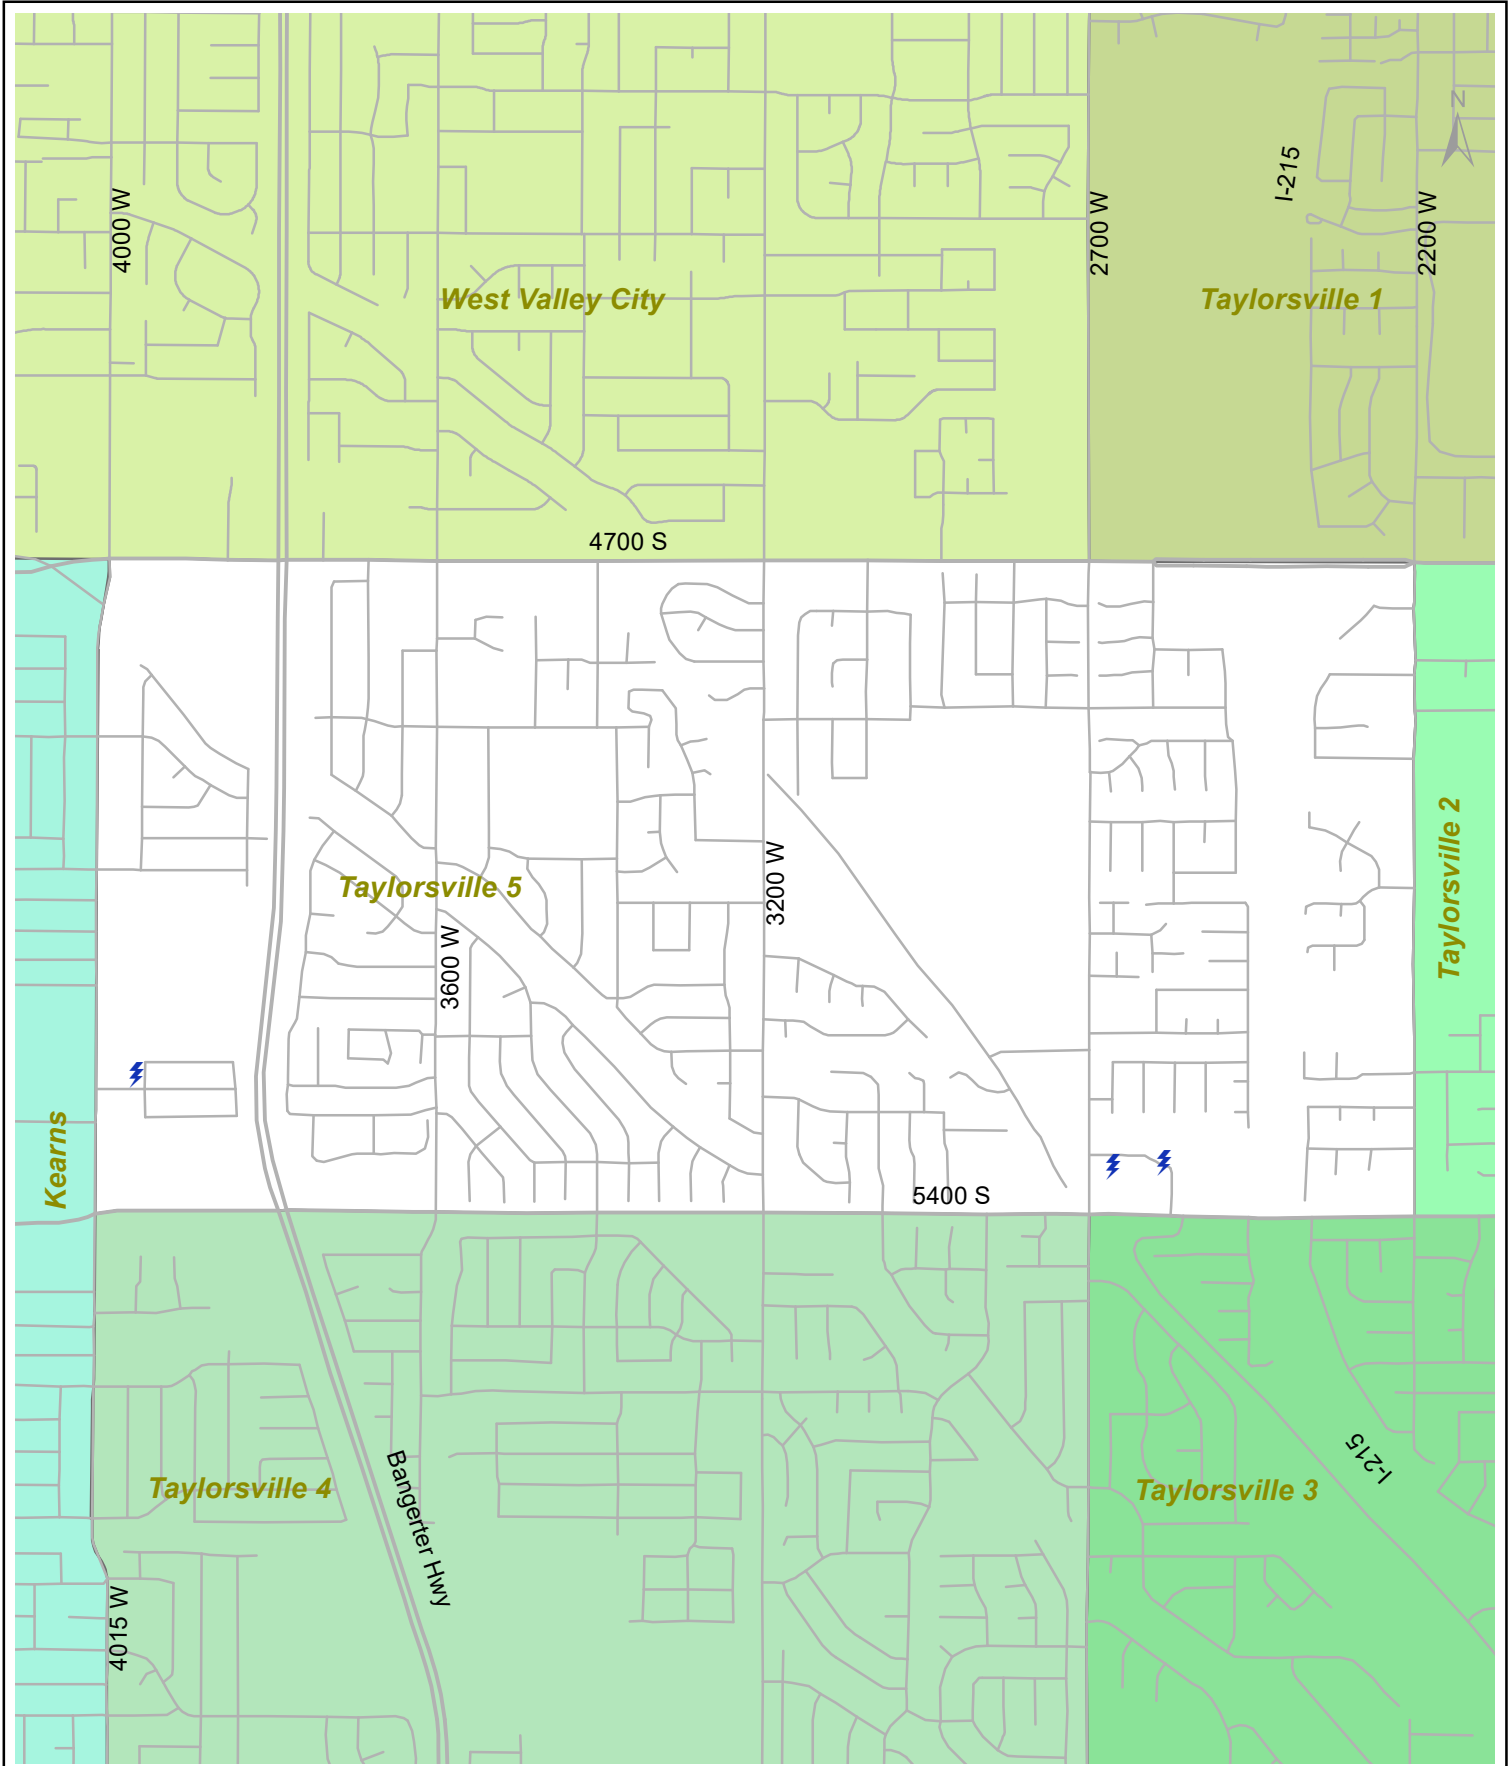 N
I-215
4000 W
2700 W
2200 W
West Valley City
Taylorsville 1
4700 S
Taylorsville 2
3200 W
Taylorsville 5
3600 W
Kearns
5400 S
I-215
Taylorsville 4
Bangerter Hwy
Taylorsville 3
4015 W